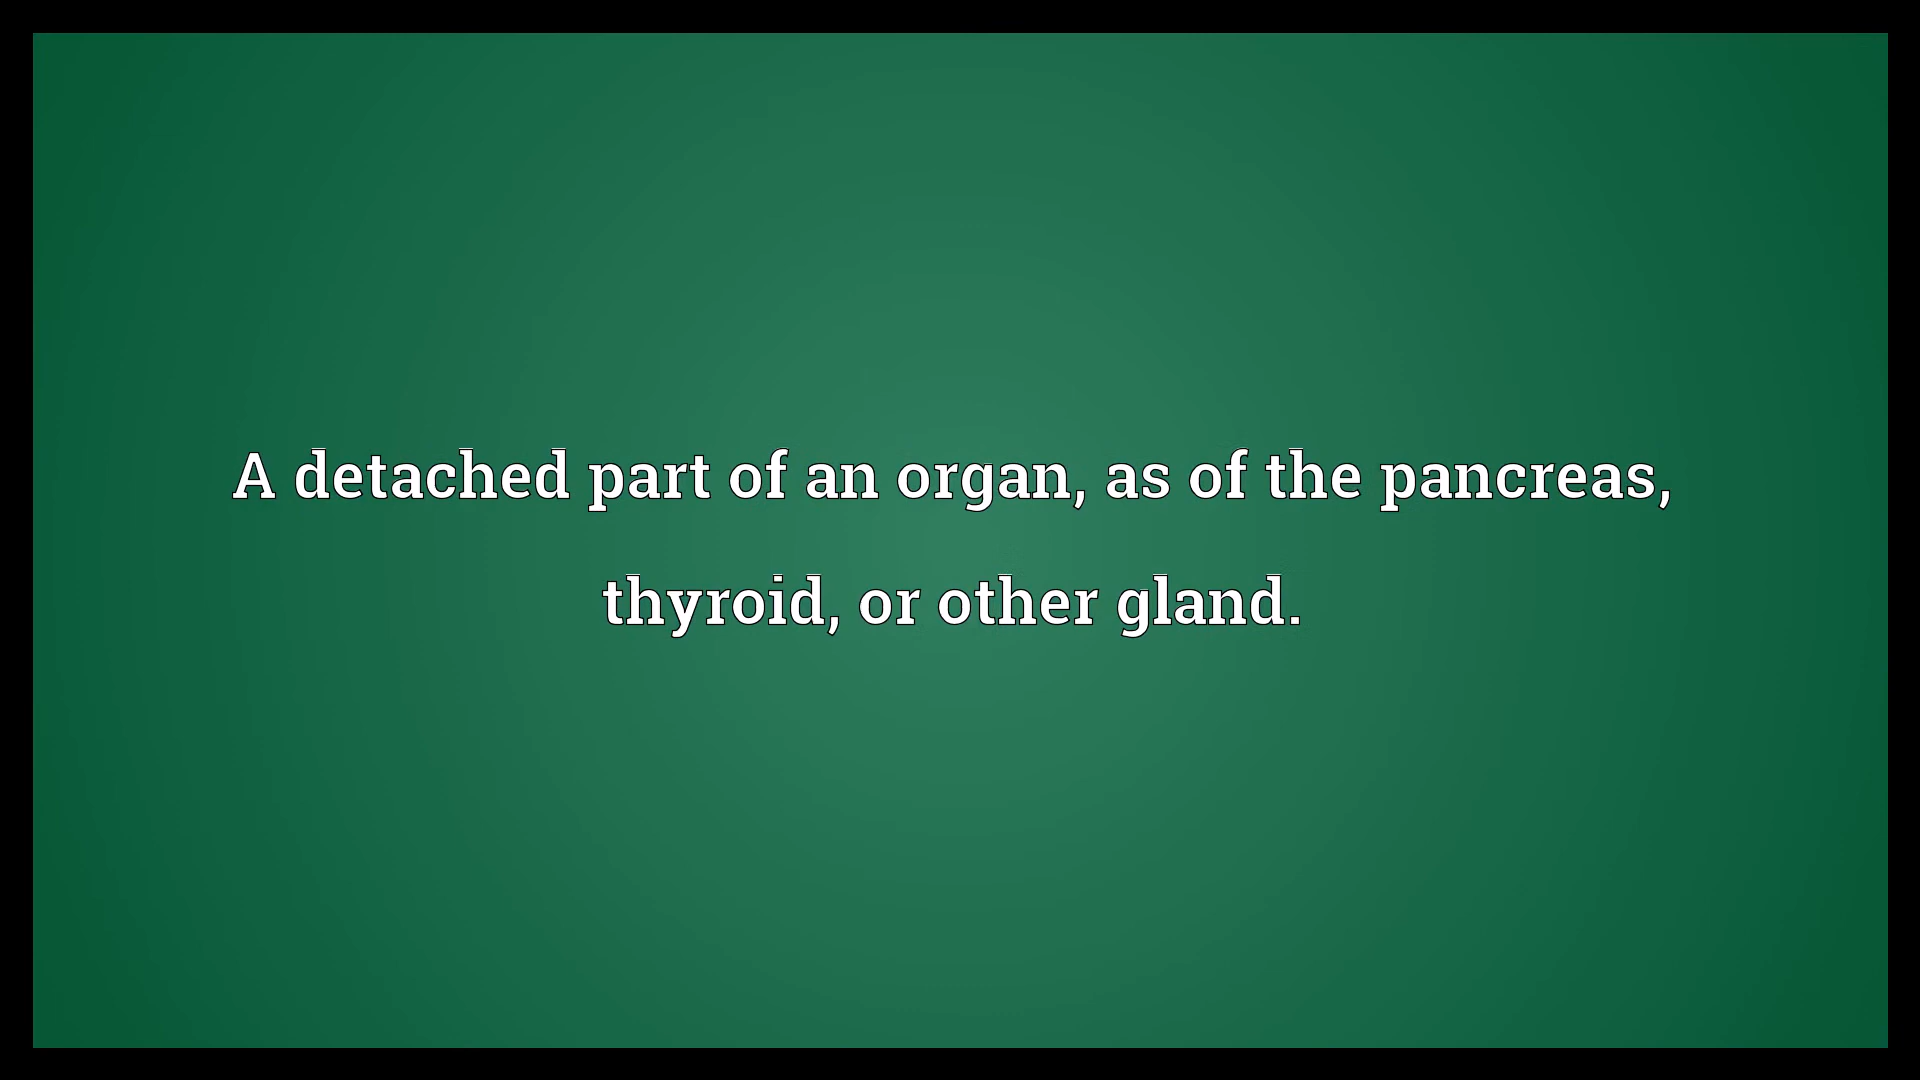 A detached part of an organ, as of the pancreas,
thyroid, or other gland.